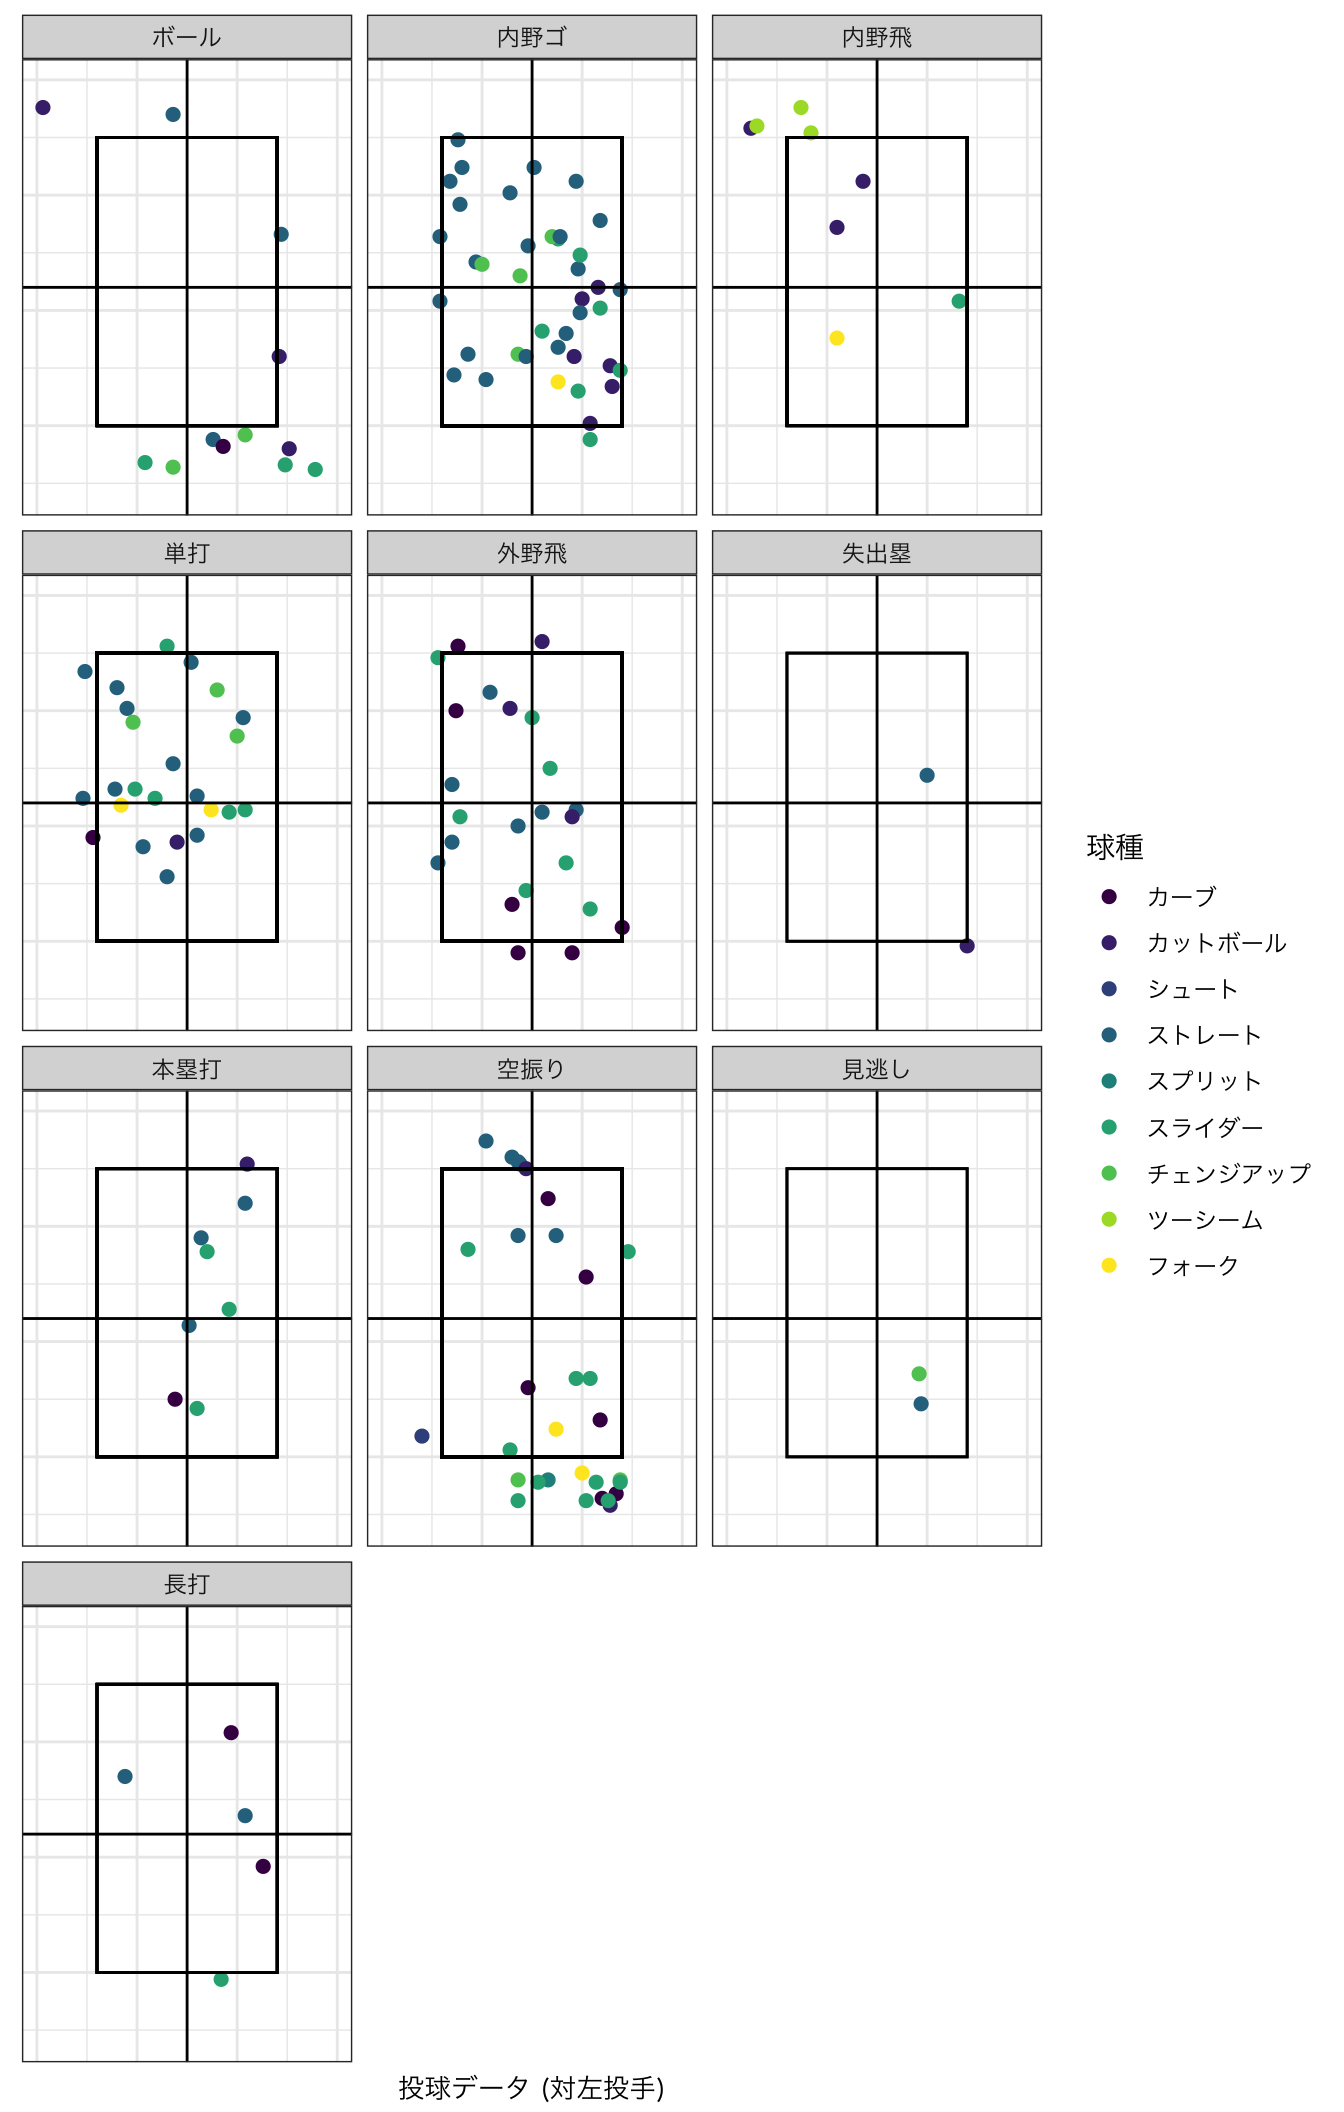 ボール
内野ゴ
内野飛
単打
外野飛
失出塁
本塁打
空振り
見逃し
長打
球種
カーブ
カットボール
シュート
ストレート
スプリット
スライダー
チェンジアップ
ツーシーム
フォーク
投球データ (対左投手)